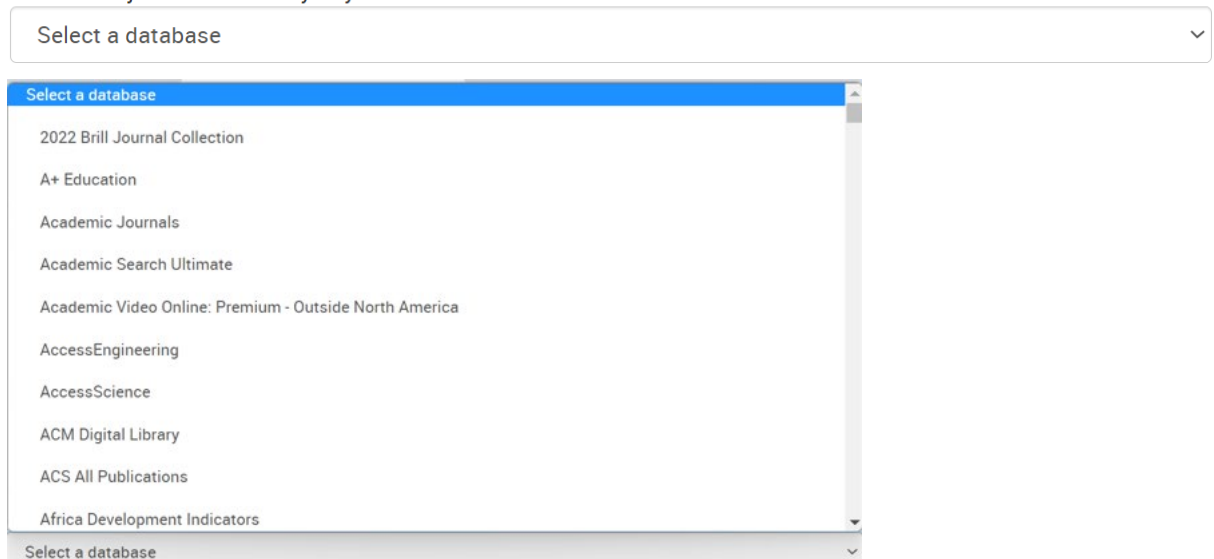 Select a database
Select a database
2022 Brill Journal Collection
A+ Education
Academic Journals
Academic Search Ultimate
Academic Video Online: Premium - Outside North America
AccessEngineering
AccessScience
ACM Digital Library
ACS All Publications
Africa Development Indicators
Select a database